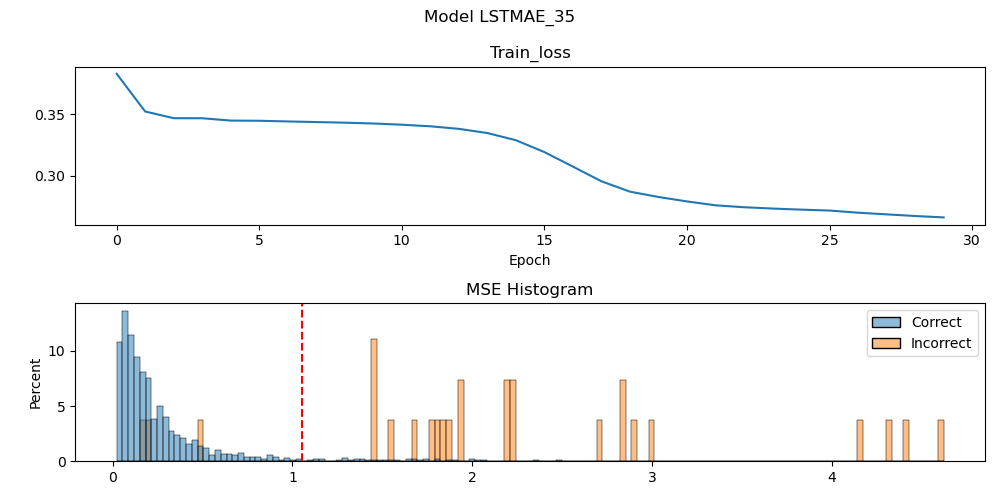 Model LSTMAE_35
Train_loss
0.35
0.30
0 5 10 15 20 25 30
Epoch
MSE Histogram
Correct
Incorrect
Percent
10
5
0
0 1 2 3 4